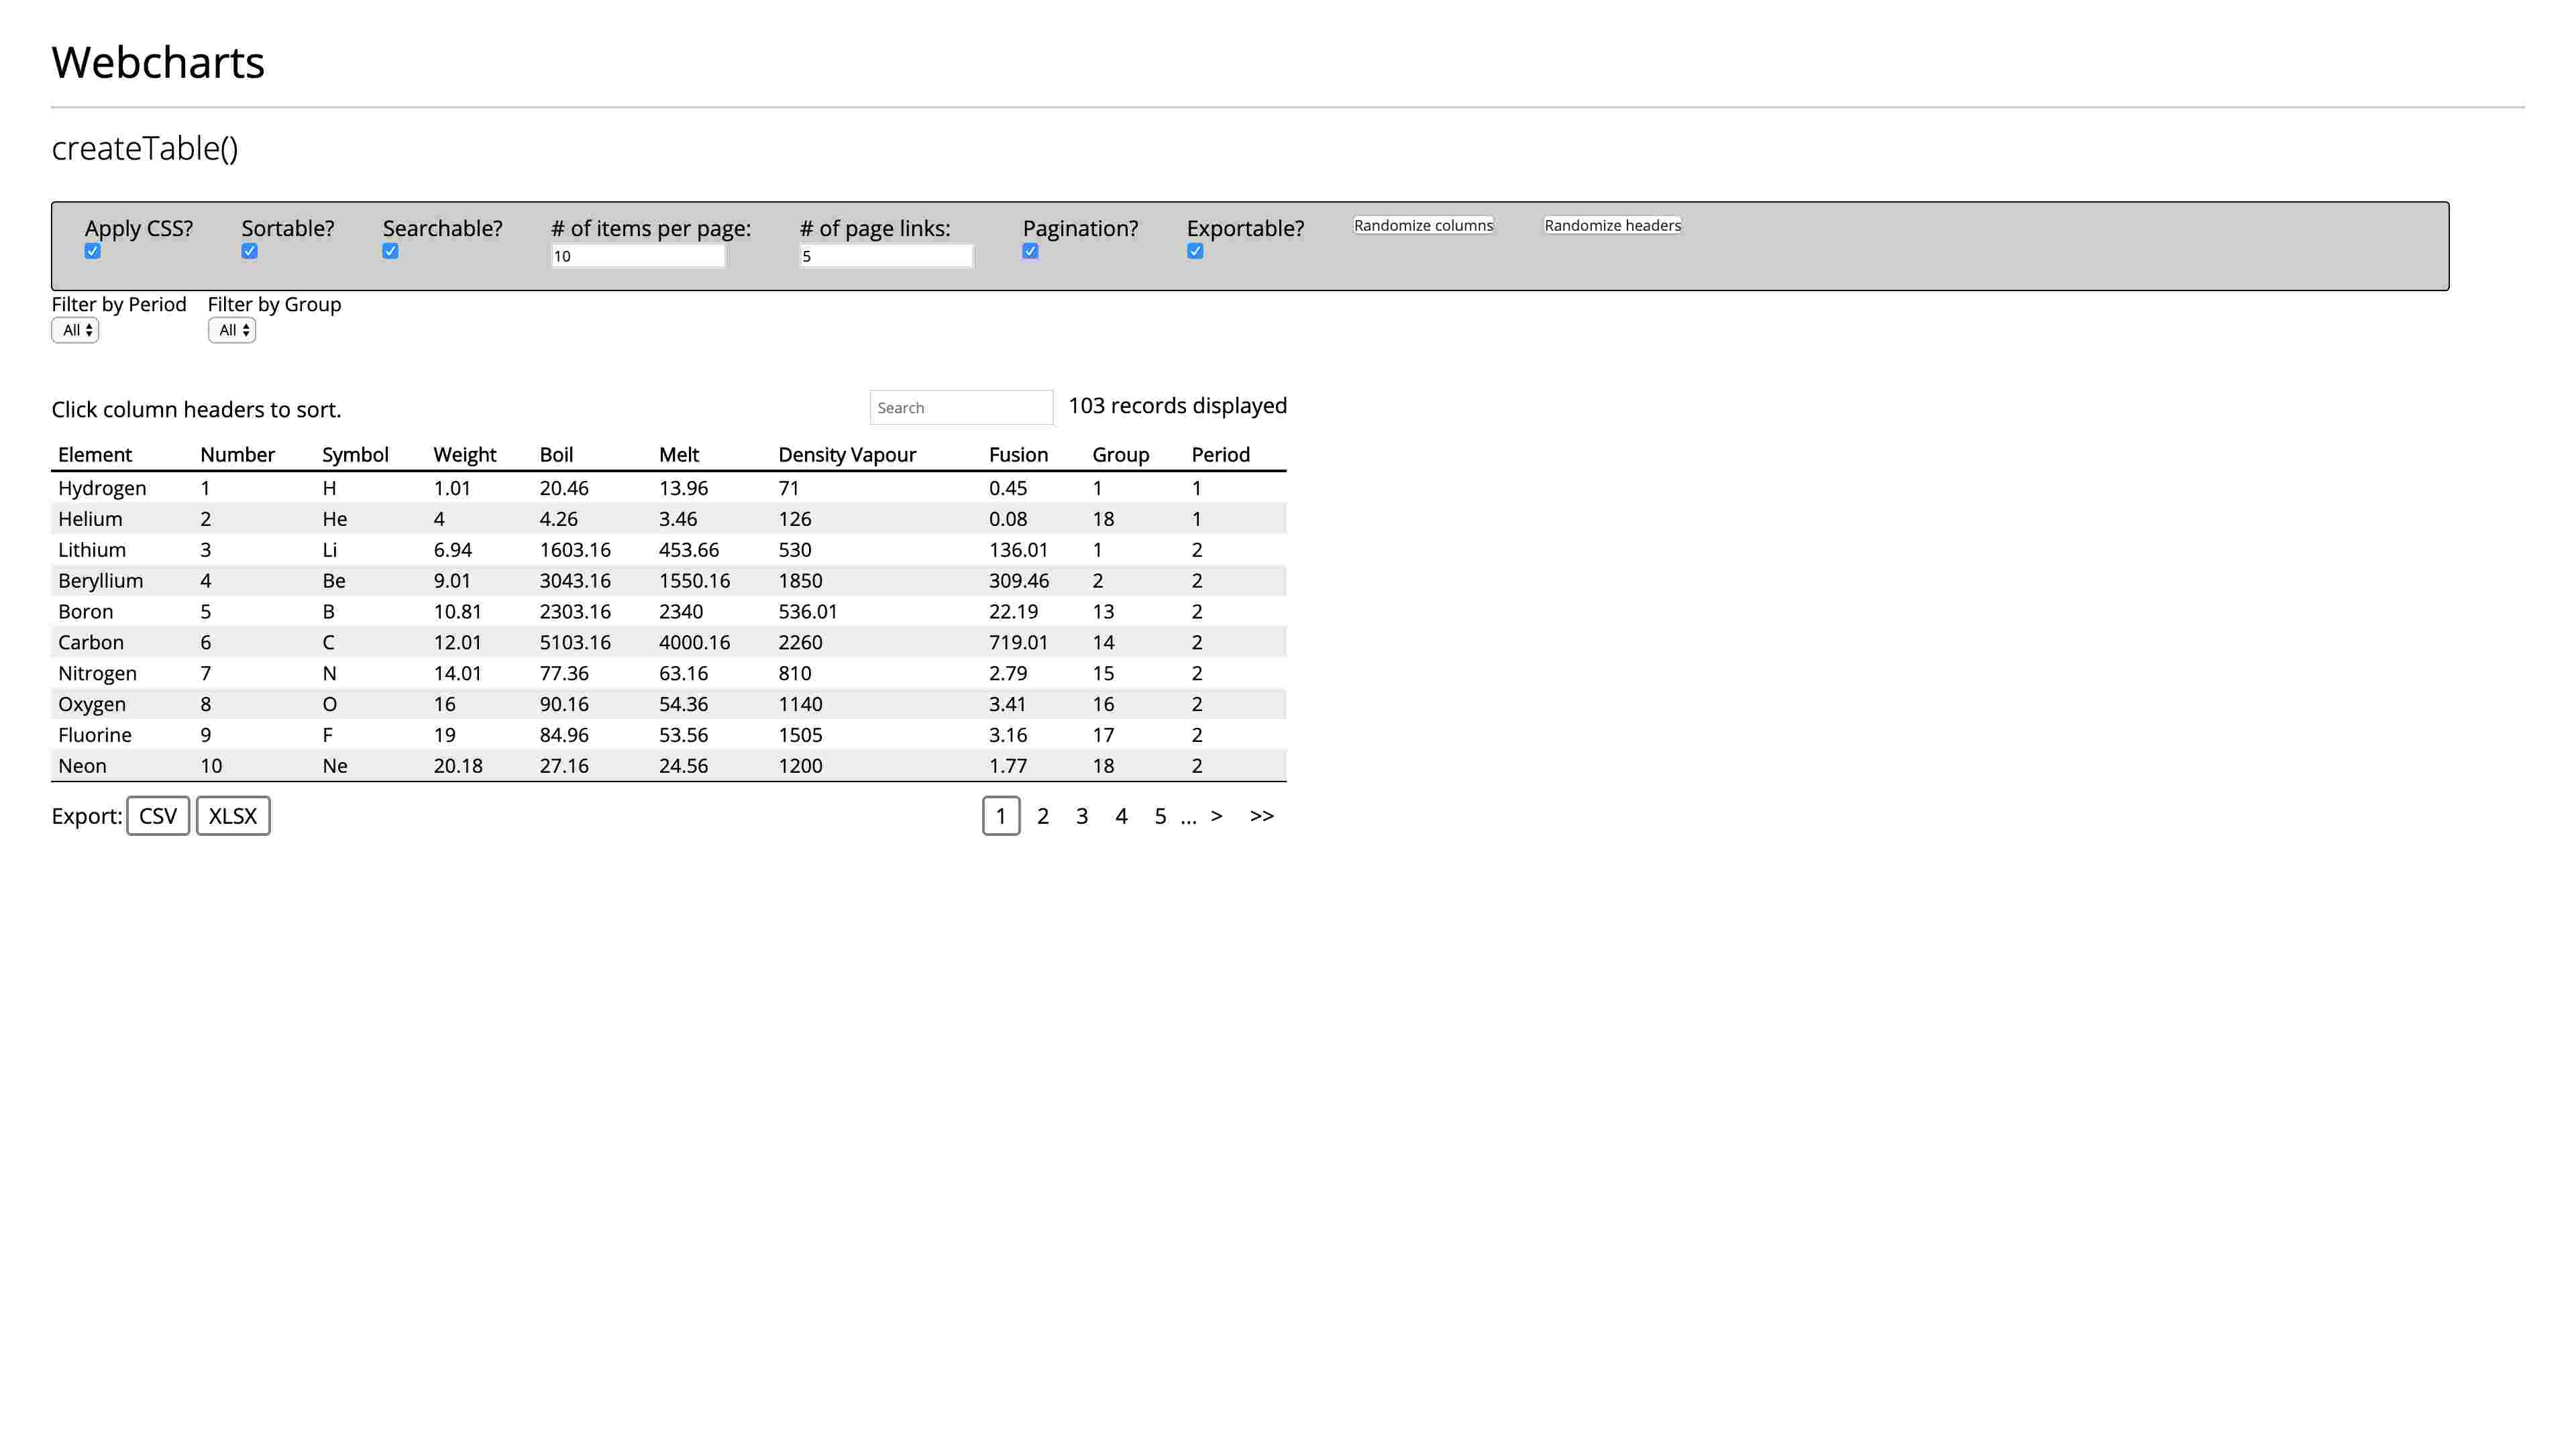 Webcharts
createTable()
Apply CSS? Sortable? Searchable? # of items per page: # of page links: Pagination? Exportable? Randomize columns Randomize headers
10 5
Filter by Period Filter by Group
All All
Click column headers to sort. Search 103 records displayed
Element Number Symbol Weight Boil Melt Density Vapour Fusion Group Period
Hydrogen 1 H 1.01 20.46 13.96 71 0.45 1 1
Helium 2 He 4 4.26 3.46 126 0.08 18 1
Lithium 3 Li 6.94 1603.16 453.66 530 136.01 1 2
Beryllium 4 Be 9.01 3043.16 1550.16 1850 309.46 2 2
Boron 5 B 10.81 2303.16 2340 536.01 22.19 13 2
Carbon 6 C 12.01 5103.16 4000.16 2260 719.01 14 2
Nitrogen 7 N 14.01 77.36 63.16 810 2.79 15 2
Oxygen 8 O 16 90.16 54.36 1140 3.41 16 2
Fluorine 9 F 19 84.96 53.56 1505 3.16 17 2
Neon 10 Ne 20.18 27.16 24.56 1200 1.77 18 2
Export: CSV XLSX 1 2 3 4 5 ... > >>